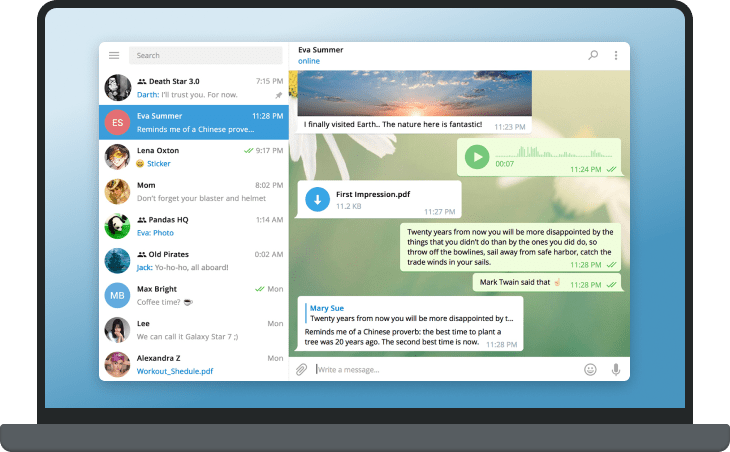 Search
Death Star 3.0
7:15 PM
Darth: I'll trust you. For now.
Eva Summer
11:28 PM
Reminds me of a Chinese prove...
Lena Oxton
9:17 PM
Sticker
Mom
8:02 PM
Don't forget your blaster and helmet
Pandas HQ
1:14 AM
Eva: Photo
Old Pirates
0:02 AM
Jack: Yo-ho-ho, all aboard!
MB
Max Bright
Mon
Coffee time?
Lee
Mon
We can call it Galaxy Star 7 ;)
Alexandra Z
Mon
Workout_Shedule.pdf
ES
Eva Summer
online
I finally visited Earth.. The nature here is fantastic!
11:23 PM
00:07
11:24 PM
First Impression.pdf
11.2 KB
11:27 PM
Twenty years from now you will be more disappointed by the
things that you didn't do than by the ones you did do, so
throw off the bowlines, sail away from safe harbor, catch the
trade winds in your sails.
11:28 PM
Mark Twain said that
11:28 PM
Mary Sue
Twenty years from now you will be more disappointed by t...
Reminds me of a Chinese proverb: the best time to plant a
tree was 20 years ago. The second best time is now.
11:28 PM
Write a message...